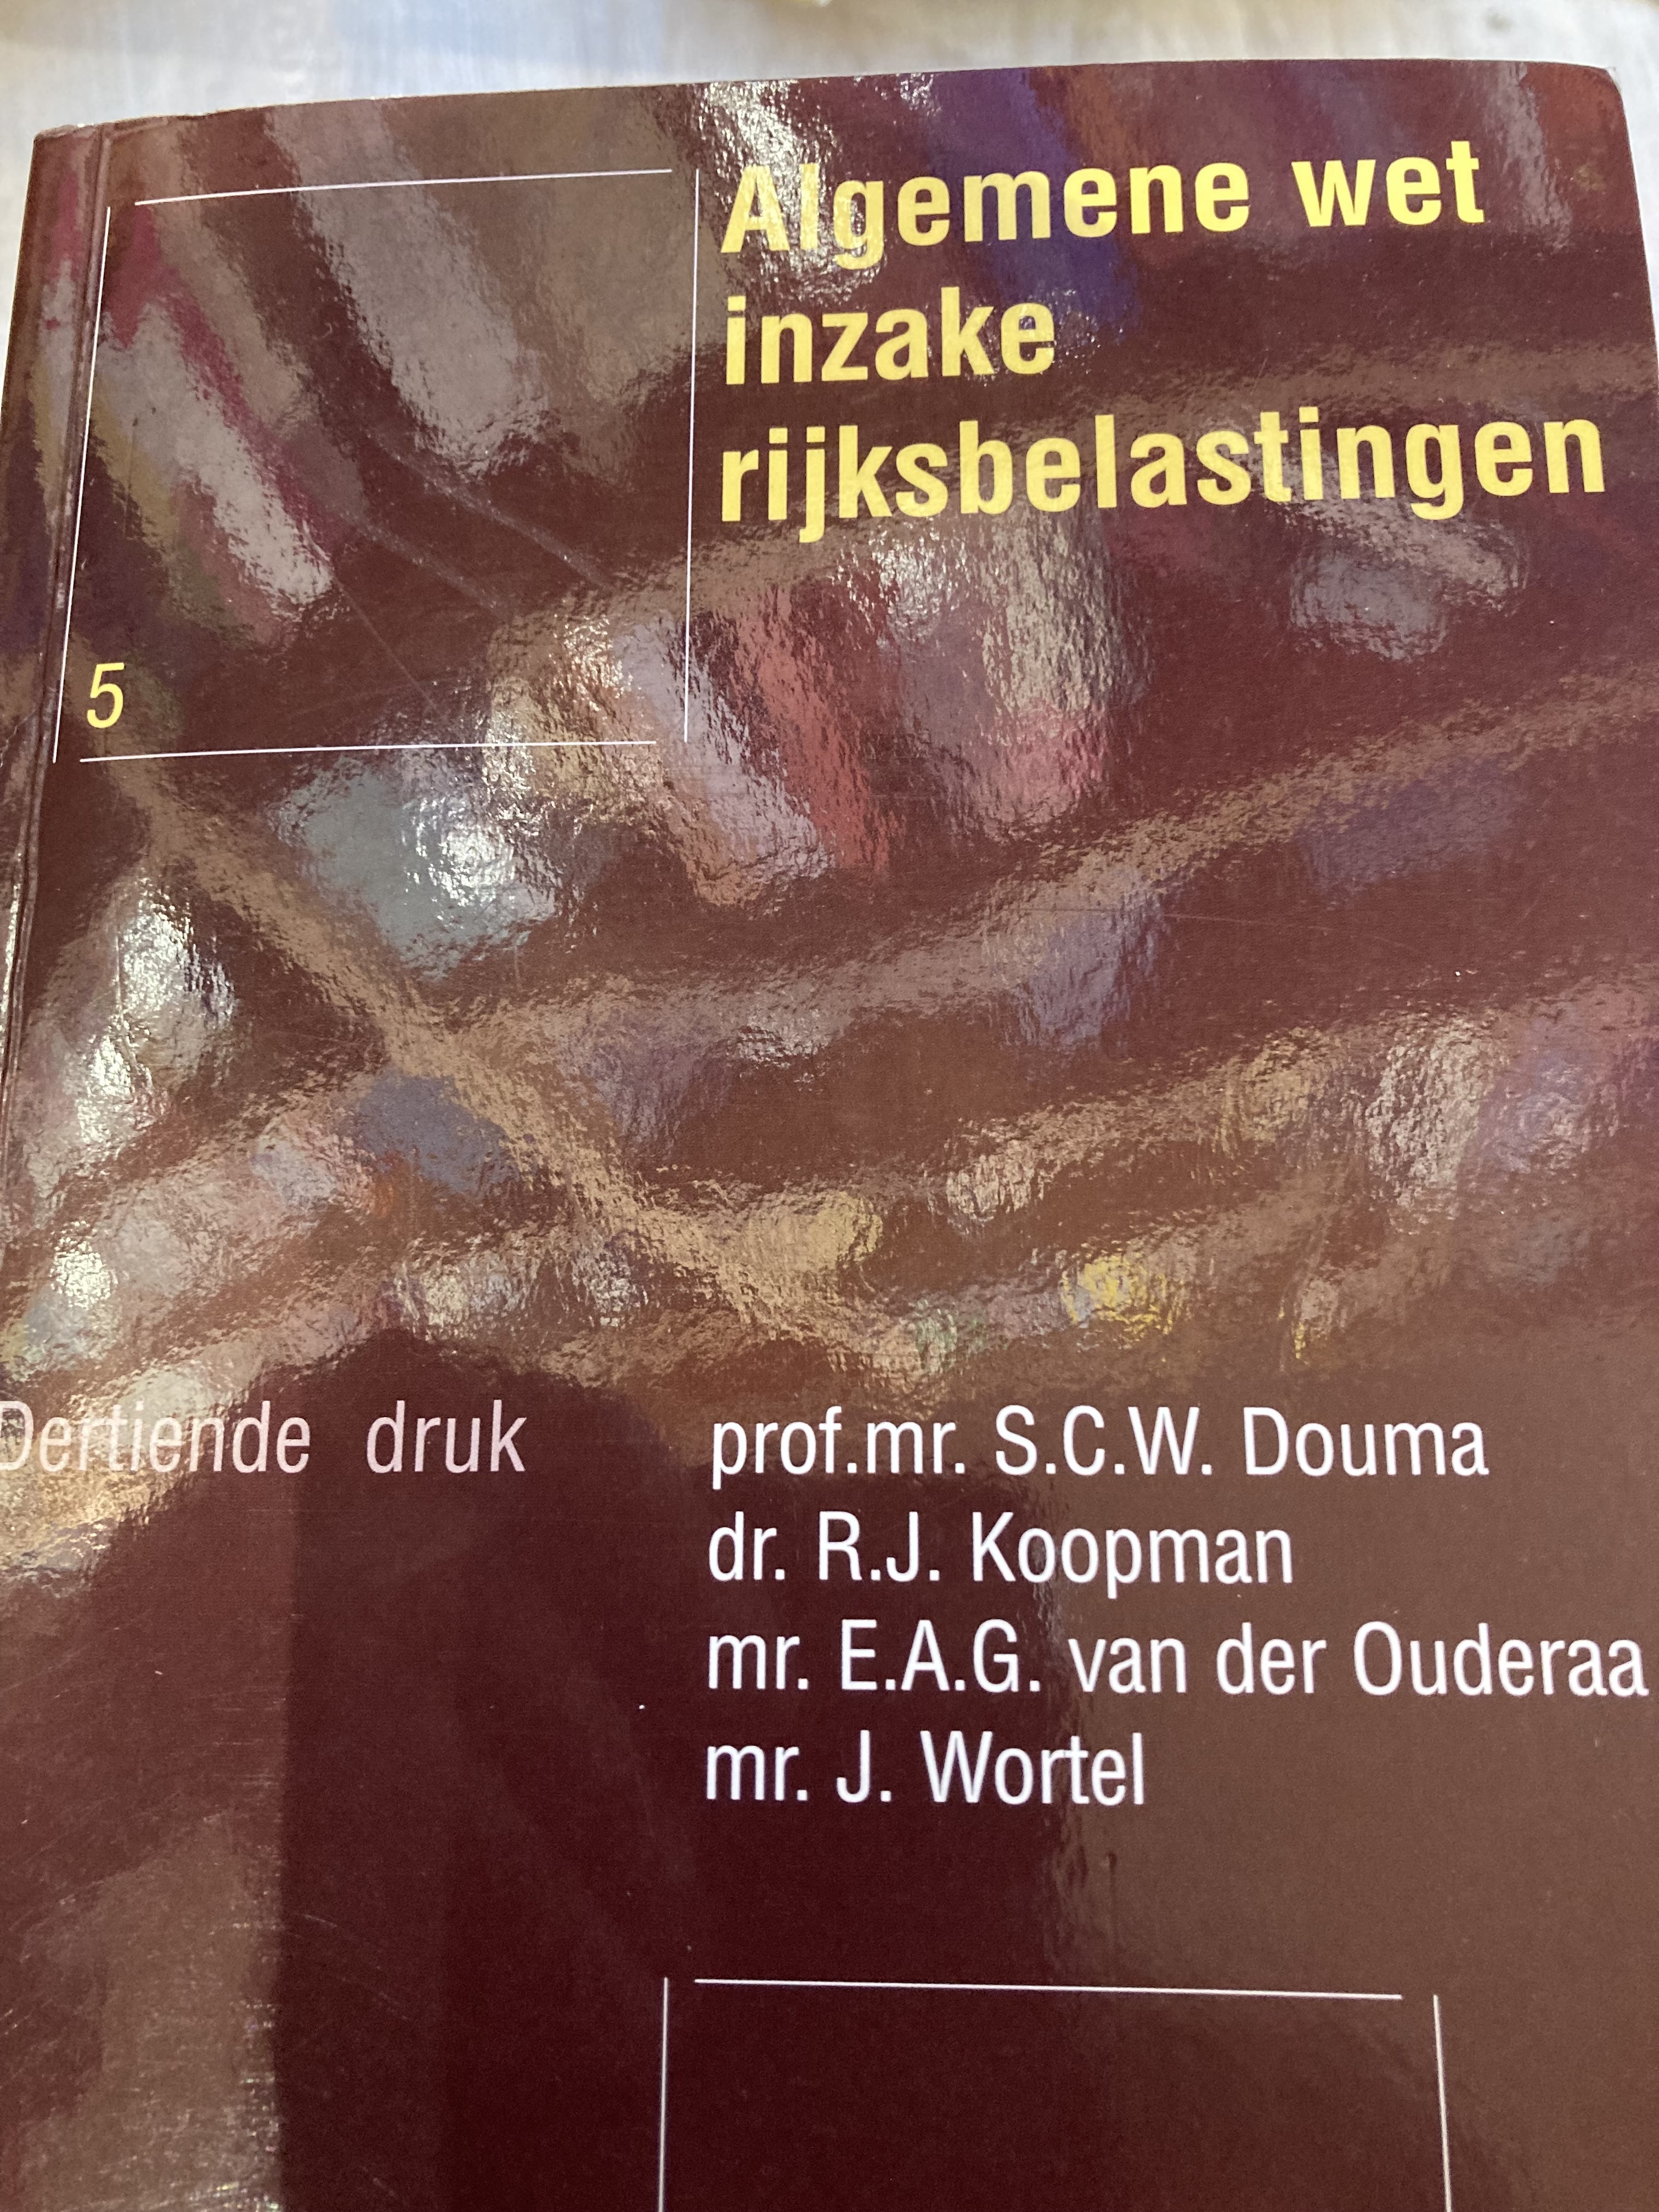 Algemene wet
inzake
rijksbelastingen
5
Dertiende druk
prof.mr. S.C.W. Douma
dr. R.J. Koopman
mr. E.A.G. van der Ouderaa
mr. J. Wortel